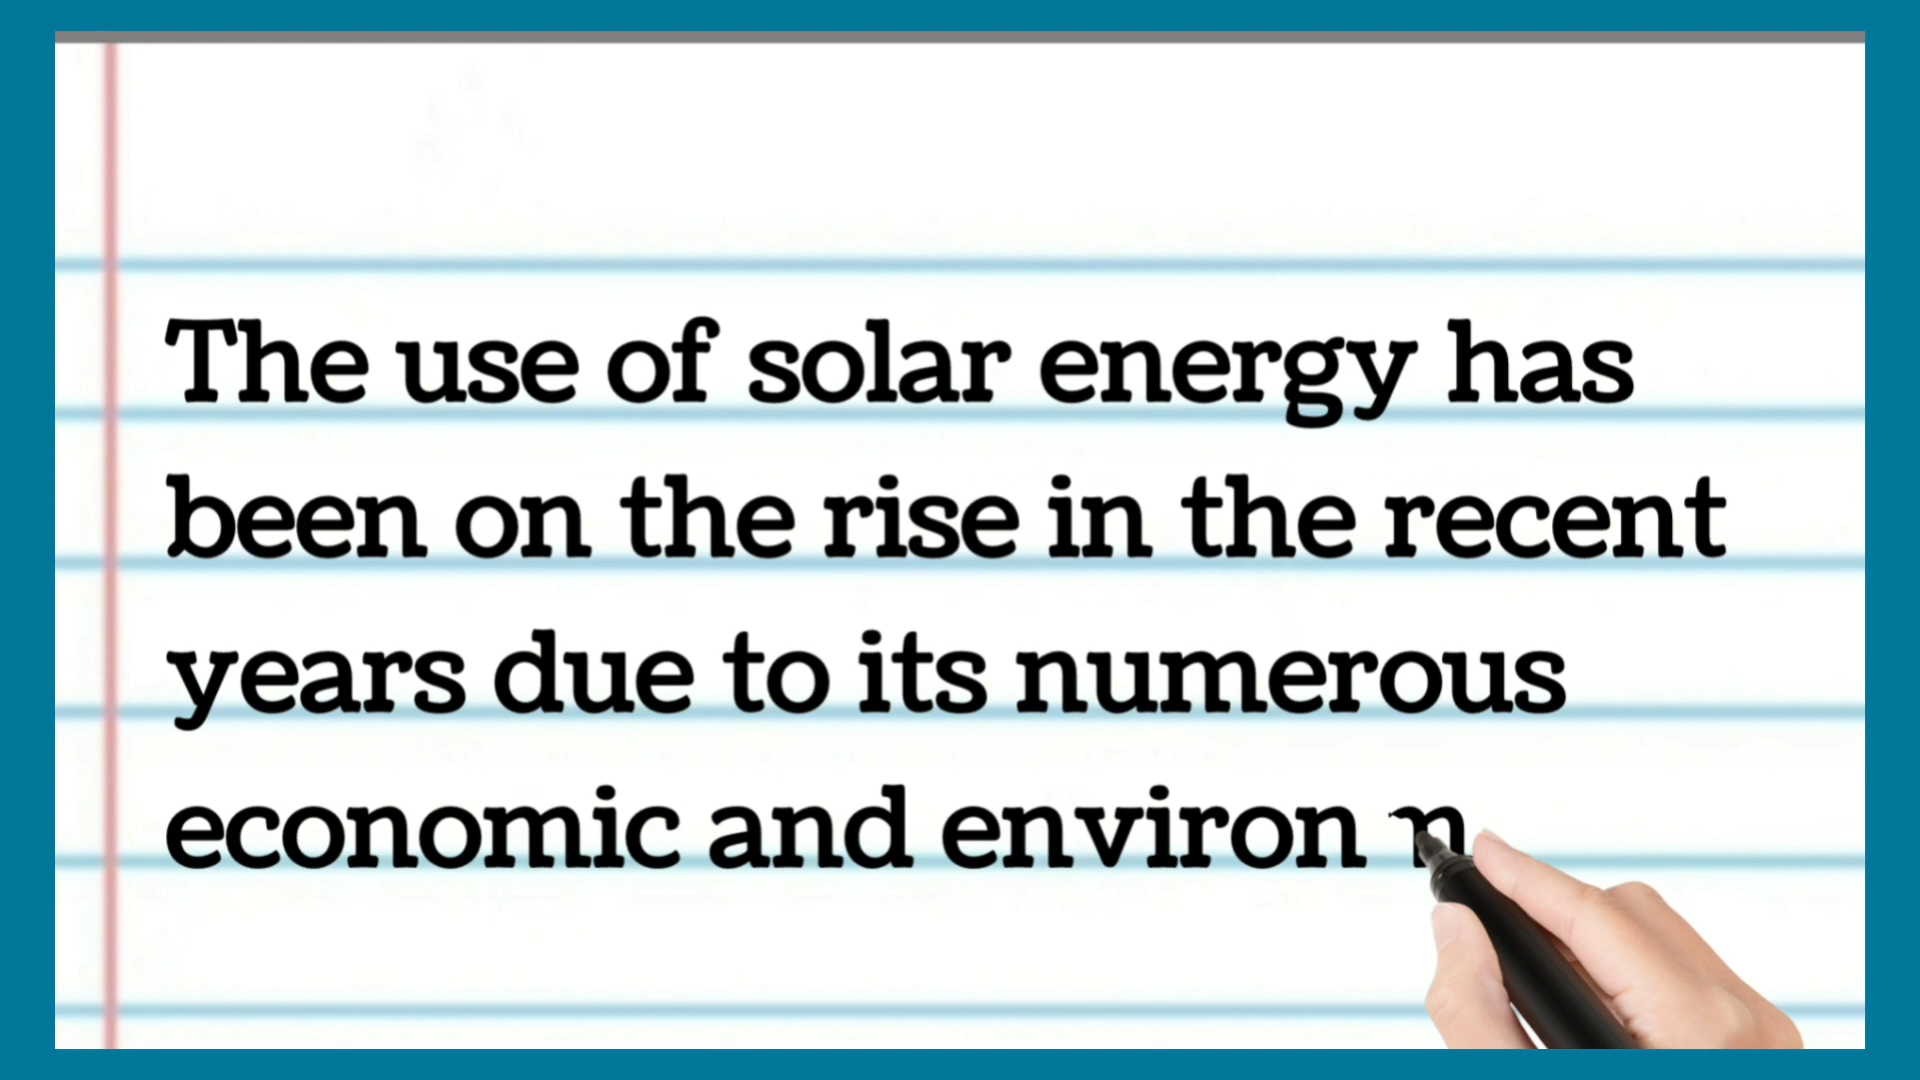 The use of solar energy has
been on the rise in the recent
years due to its numerous
economic and environ